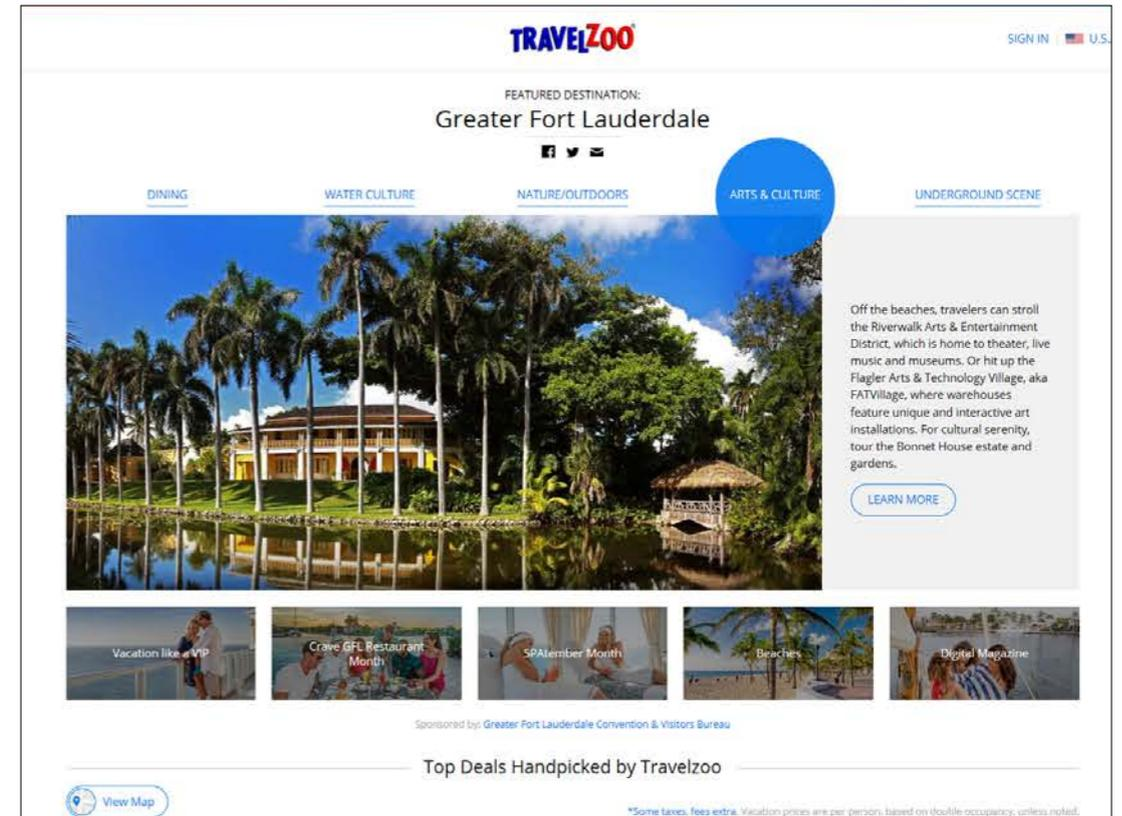 TRAVELZOO
SIGN IN
U.S.
FEATURED DESTINATION:
Greater Fort Lauderdale
DINING
WATER CULTURE
NATURE/OUTDOORS
ARTS & CULTURE
UNDERGROUND SCENE
Off the beaches, travelers can stroll
the Riverwalk Arts & Entertainment
District, which is home to theater, live
music and museums. Or hit up the
Flagler Arts & Technology Village, aka
FATVillage, where warehouses
feature unique and interactive art
installations. For cultural serenity,
tour the Bonnet House estate and
gardens.
LEARN MORE
Vacation like a VIP
Crave GFL Restaurant
Month
SPAtember Month
Beaches
Digital Magazine
Sponsored by: Greater Fort Lauderdale Convention & Visitors Bureau
Top Deals Handpicked by Travelzoo
View Map
*Some taxes, fees extra. Vacation prices are per person, based on double occupancy, unless noted.